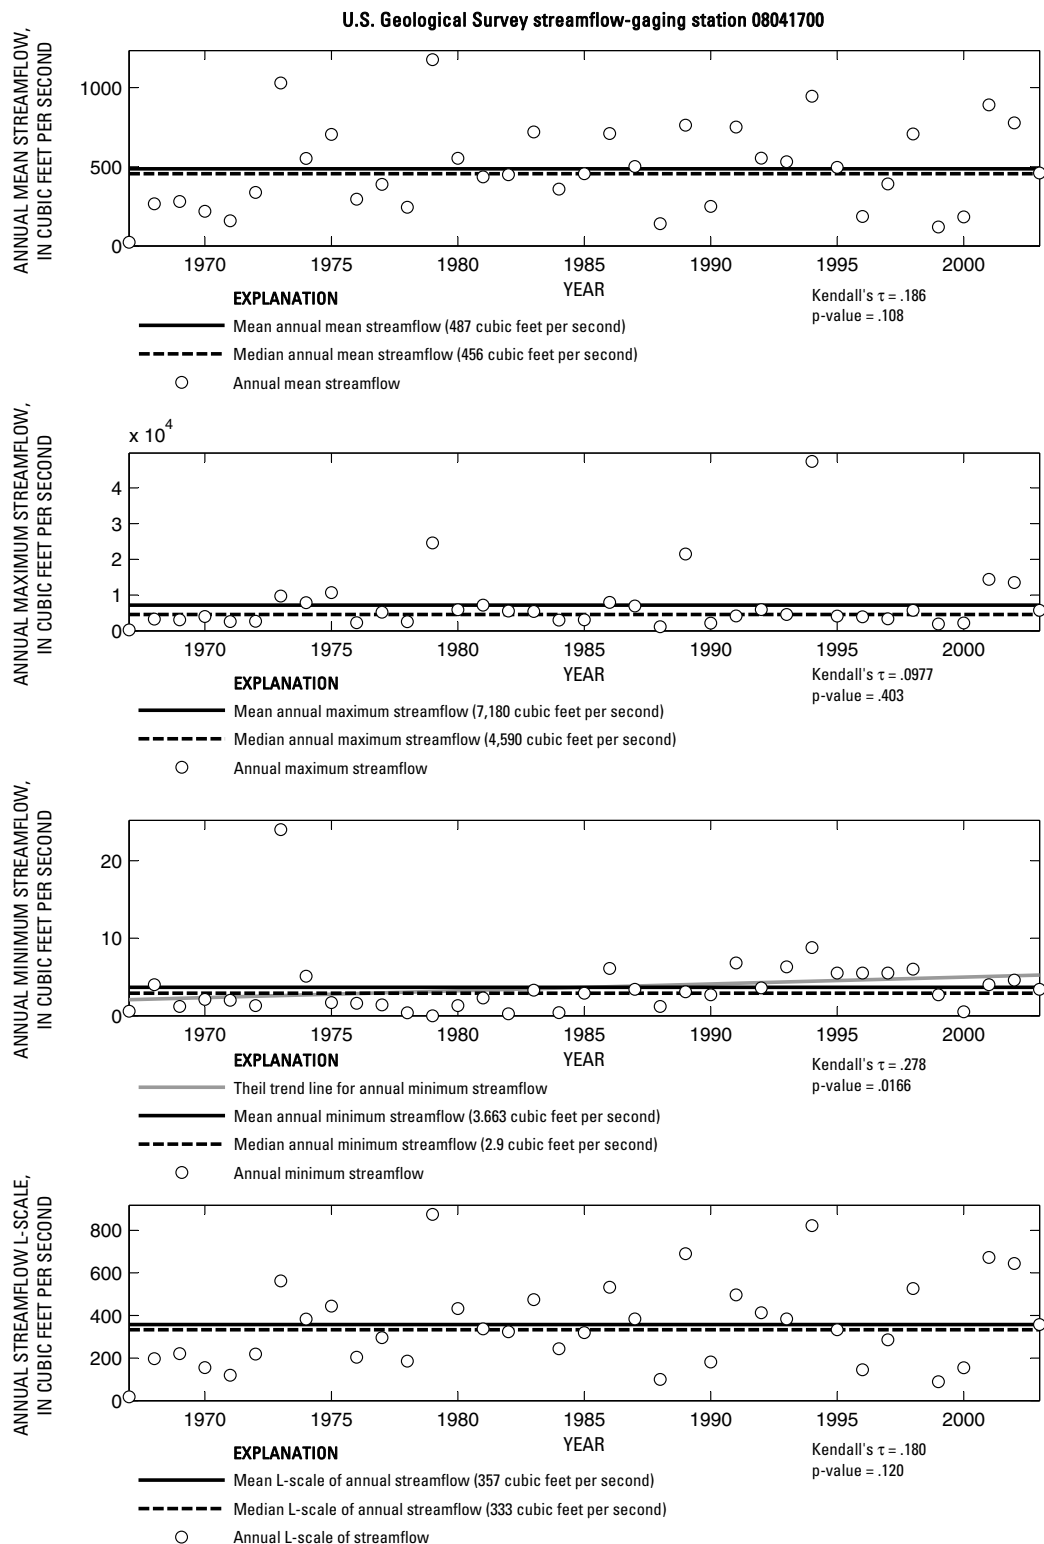 U.S. Geological Survey streamflow-gaging station 08041700
ANNUAL MEAN STREAMFLOW,
IN CUBIC FEET PER SECOND
1000
500
0
1970 1975 1980 1985 1990 1995 2000
YEAR
Kendall's τ = .186
p-value = .108
EXPLANATION
Mean annual mean streamflow (487 cubic feet per second)
Median annual mean streamflow (456 cubic feet per second)
Annual mean streamflow
ANNUAL MAXIMUM STREAMFLOW,
IN CUBIC FEET PER SECOND
x 10^4
4
3
2
1
0
1970 1975 1980 1985 1990 1995 2000
YEAR
Kendall's τ = .0977
p-value = .403
EXPLANATION
Mean annual maximum streamflow (7,180 cubic feet per second)
Median annual maximum streamflow (4,590 cubic feet per second)
Annual maximum streamflow
ANNUAL MINIMUM STREAMFLOW,
IN CUBIC FEET PER SECOND
20
10
0
1970 1975 1980 1985 1990 1995 2000
YEAR
Kendall's τ = .278
p-value = .0166
EXPLANATION
Theil trend line for annual minimum streamflow
Mean annual minimum streamflow (3.663 cubic feet per second)
Median annual minimum streamflow (2.9 cubic feet per second)
Annual minimum streamflow
ANNUAL STREAMFLOW L-SCALE,
IN CUBIC FEET PER SECOND
800
600
400
200
0
1970 1975 1980 1985 1990 1995 2000
YEAR
Kendall's τ = .180
p-value = .120
EXPLANATION
Mean L-scale of annual streamflow (357 cubic feet per second)
Median L-scale of annual streamflow (333 cubic feet per second)
Annual L-scale of streamflow